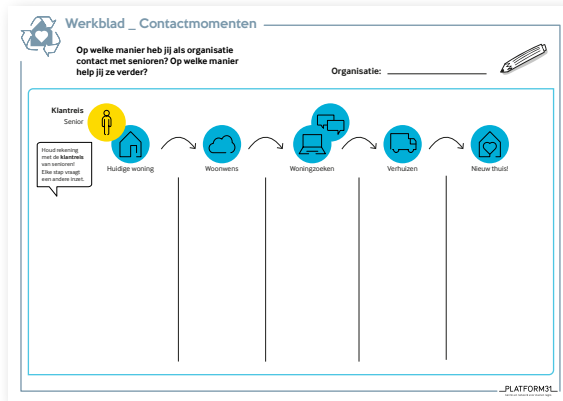 Werkblad _ Contactmomenten
Op welke manier heb jij als organisatie
contact met senioren? Op welke manier
help jij ze verder?
Organisatie:
Klantreis
Senior
Houd rekening
met de klantreis
van senioren!
Elke stap vraagt
een andere inzet.
Huidige woning
Woonwens
Woningzoeken
Verhuizen
Nieuw thuis!
PLATFORM31